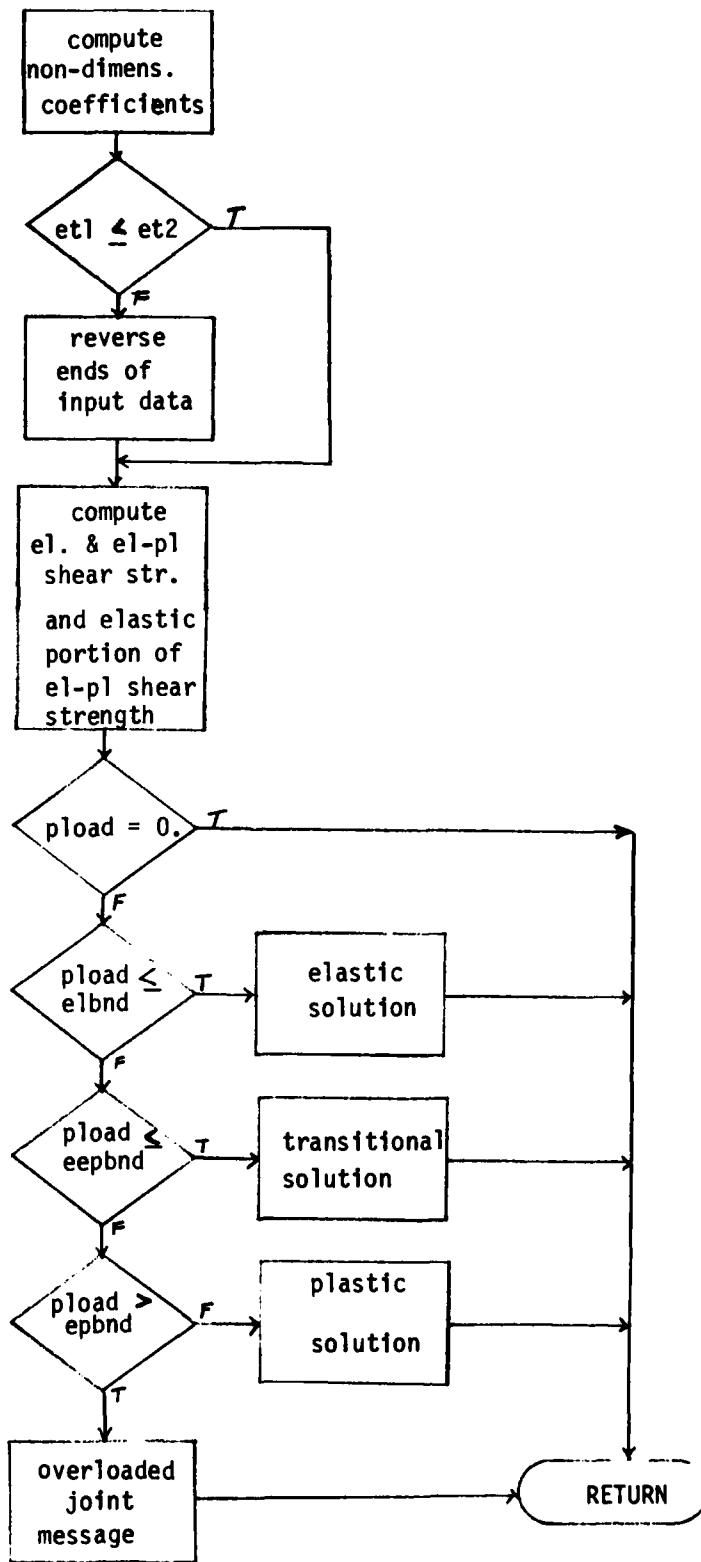 compute
non-dimens.
coefficients
et1 ≤ et2
T
F
reverse
ends of
input data
compute
el. & el-pl
shear str.
and elastic
portion of
el-pl shear
strength
pload = 0.
T
F
pload ≤
elbnd
T
elastic
solution
F
pload ≤
eepbnd
T
transitional
solution
F
pload >
epbnd
F
plastic
solution
T
overloaded
joint
message
RETURN